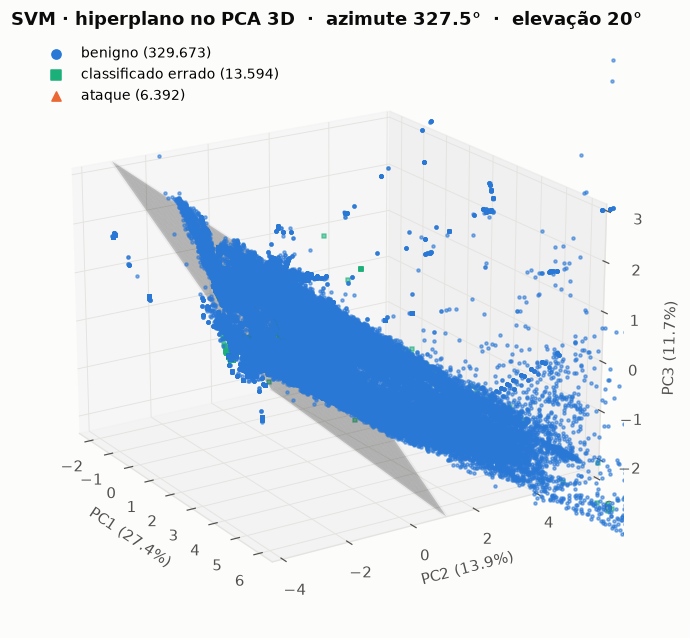 SVM · hiperplano no PCA 3D · azimute 327.5° · elevação 20°
benigno (329.673)
classificado errado (13.594)
ataque (6.392)
3
2
1
0
−1
−2
PC3 (11.7%)
−2
−1
0
1
2
3
4
5
6
PC1 (27.4%)
−4
−2
0
2
4
PC2 (13.9%)